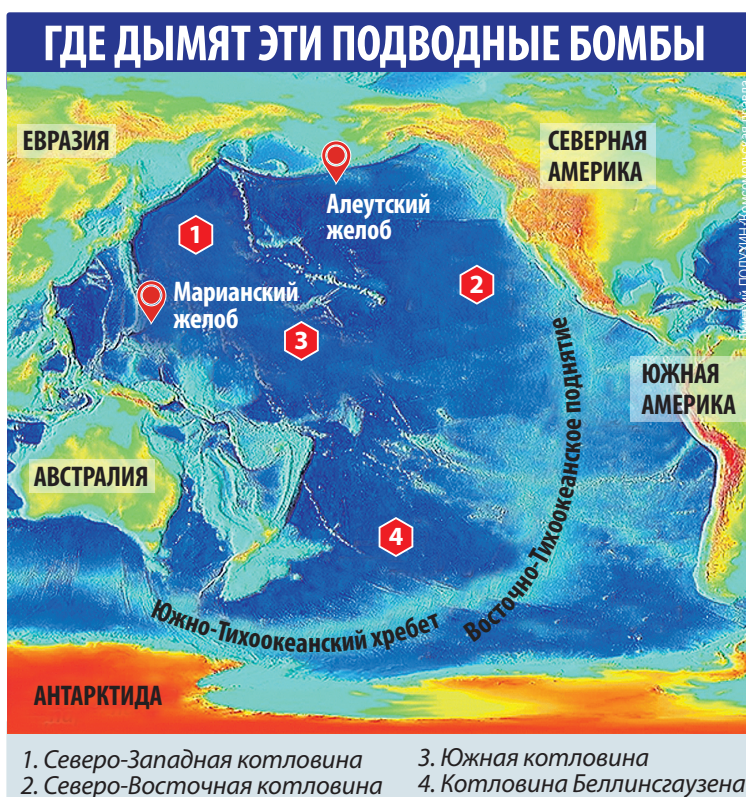 ГДЕ ДЫМЯТ ЭТИ ПОДВОДНЫЕ БОМБЫ
ЕВРАЗИЯ
СЕВЕРНАЯ
АМЕРИКА
Алеутский
желоб
1
2
Марианский
желоб
3
ЮЖНАЯ
АМЕРИКА
АВСТРАЛИЯ
4
Восточно-Тихоокеанское поднятие
Южно-Тихоокеанский хребет
АНТАРКТИДА
1. Северо-Западная котловина
2. Северо-Восточная котловина
3. Южная котловина
4. Котловина Беллинсгаузена